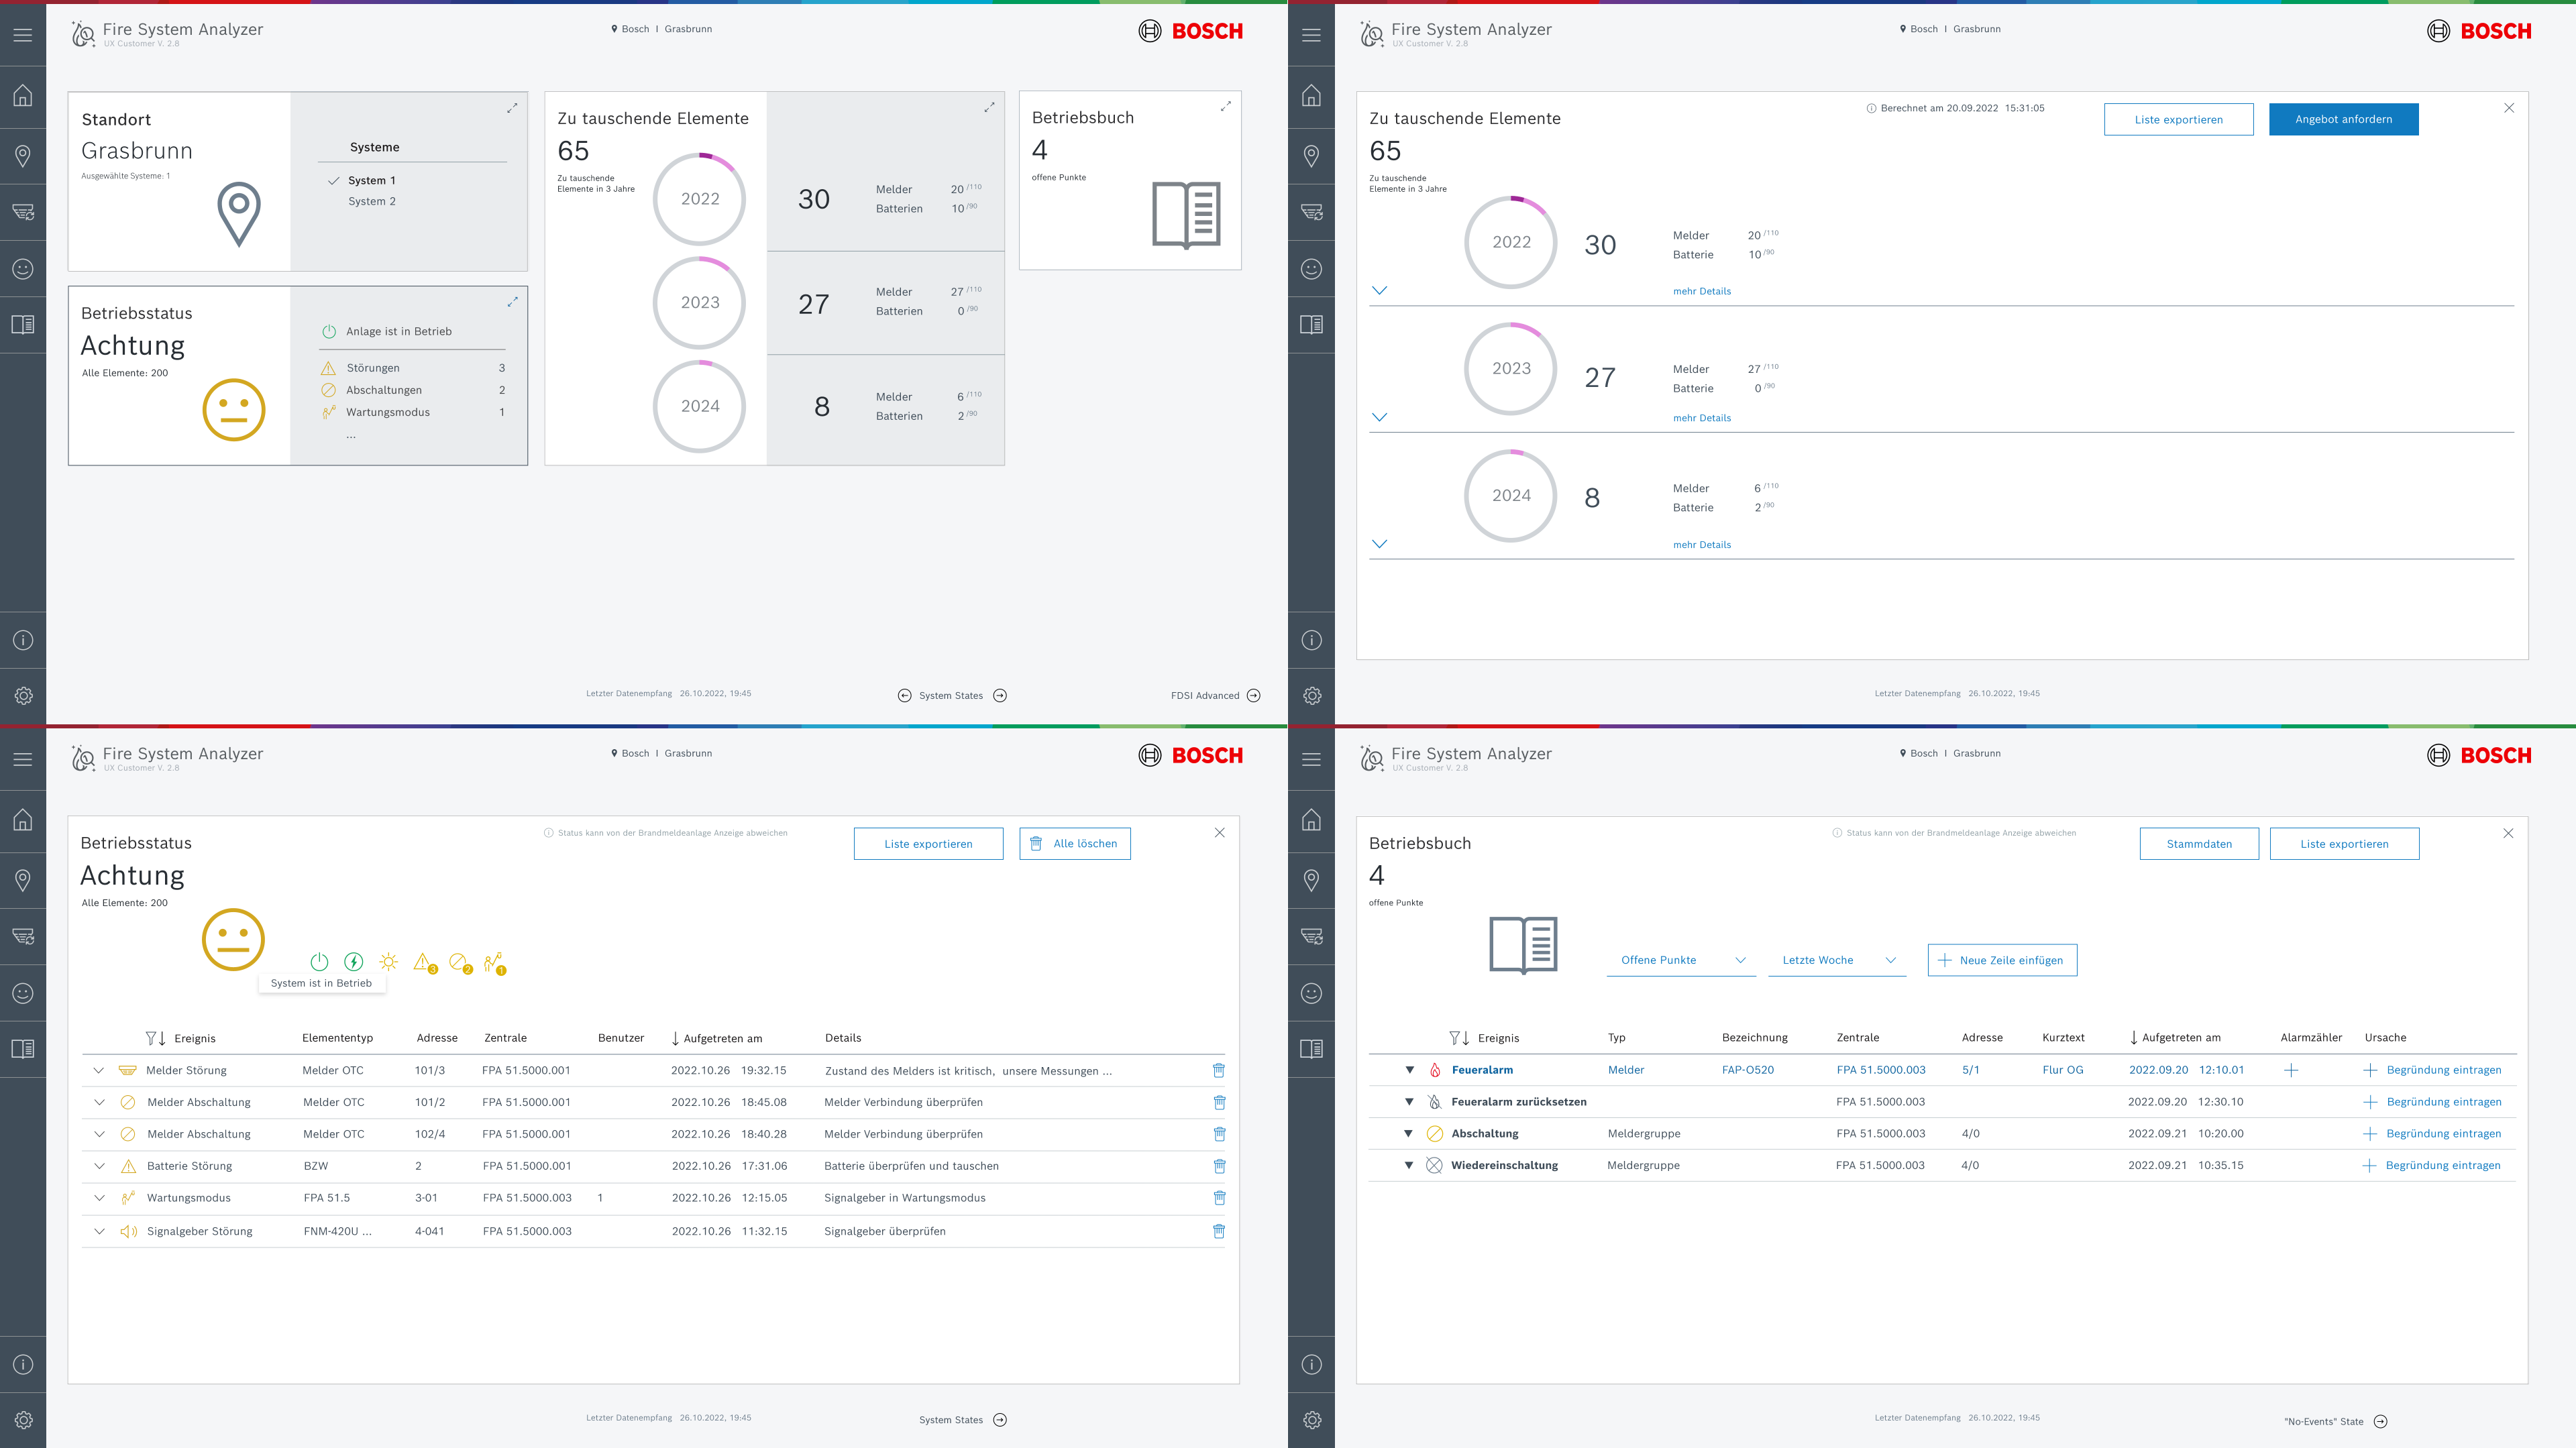 Fire System Analyzer
UX Customer V. 2.8
Bosch I Grasbrunn
BOSCH
Standort
Grasbrunn
Ausgewählte Systeme: 1
Systeme
System 1
System 2
Betriebsstatus
Achtung
Alle Elemente: 200
Anlage ist in Betrieb
Störungen 3
Abschaltungen 2
Wartungsmodus 1
...
Zu tauschende Elemente
65
Zu tauschende
Elemente in 3 Jahre
2022
30
Melder 20 /110
Batterien 10 /90
2023
27
Melder 27 /110
Batterien 0 /90
2024
8
Melder 6 /110
Batterien 2 /90
Betriebsbuch
4
offene Punkte
Letzter Datenempfang 26.10.2022, 19:45
System States
FDSI Advanced
Fire System Analyzer
UX Customer V. 2.8
Bosch I Grasbrunn
BOSCH
Zu tauschende Elemente
65
Zu tauschende
Elemente in 3 Jahre
Berechnet am 20.09.2022 15:31:05
Liste exportieren
Angebot anfordern
2022
30
Melder 20 /110
Batterie 10 /90
mehr Details
2023
27
Melder 27 /110
Batterie 0 /90
mehr Details
2024
8
Melder 6 /110
Batterie 2 /90
mehr Details
Letzter Datenempfang 26.10.2022, 19:45
Fire System Analyzer
UX Customer V. 2.8
Bosch I Grasbrunn
BOSCH
Betriebsstatus
Achtung
Alle Elemente: 200
Status kann von der Brandmeldeanlage Anzeige abweichen
Liste exportieren
Alle löschen
3 2 1
System ist in Betrieb
Ereignis Elemententyp Adresse Zentrale Benutzer Aufgetreten am Details
Melder Störung Melder OTC 101/3 FPA 51.5000.001 2022.10.26 19:32.15 Zustand des Melders ist kritisch, unsere Messungen ...
Melder Abschaltung Melder OTC 101/2 FPA 51.5000.001 2022.10.26 18:45.08 Melder Verbindung überprüfen
Melder Abschaltung Melder OTC 102/4 FPA 51.5000.001 2022.10.26 18:40.28 Melder Verbindung überprüfen
Batterie Störung BZW 2 FPA 51.5000.001 2022.10.26 17:31.06 Batterie überprüfen und tauschen
Wartungsmodus FPA 51.5 3-01 FPA 51.5000.003 1 2022.10.26 12:15.05 Signalgeber in Wartungsmodus
Signalgeber Störung FNM-420U ... 4-041 FPA 51.5000.003 2022.10.26 11:32.15 Signalgeber überprüfen
Letzter Datenempfang 26.10.2022, 19:45
System States
Fire System Analyzer
UX Customer V. 2.8
Bosch I Grasbrunn
BOSCH
Betriebsbuch
4
offene Punkte
Status kann von der Brandmeldeanlage Anzeige abweichen
Stammdaten
Liste exportieren
Offene Punkte
Letzte Woche
Neue Zeile einfügen
Ereignis Typ Bezeichnung Zentrale Adresse Kurztext Aufgetreten am Alarmzähler Ursache
Feueralarm Melder FAP-O520 FPA 51.5000.003 5/1 Flur OG 2022.09.20 12:10.01 Begründung eintragen
Feueralarm zurücksetzen FPA 51.5000.003 2022.09.20 12:30.10 Begründung eintragen
Abschaltung Meldergruppe FPA 51.5000.003 4/0 2022.09.21 10:20.00 Begründung eintragen
Wiedereinschaltung Meldergruppe FPA 51.5000.003 4/0 2022.09.21 10:35.15 Begründung eintragen
Letzter Datenempfang 26.10.2022, 19:45
"No-Events" State